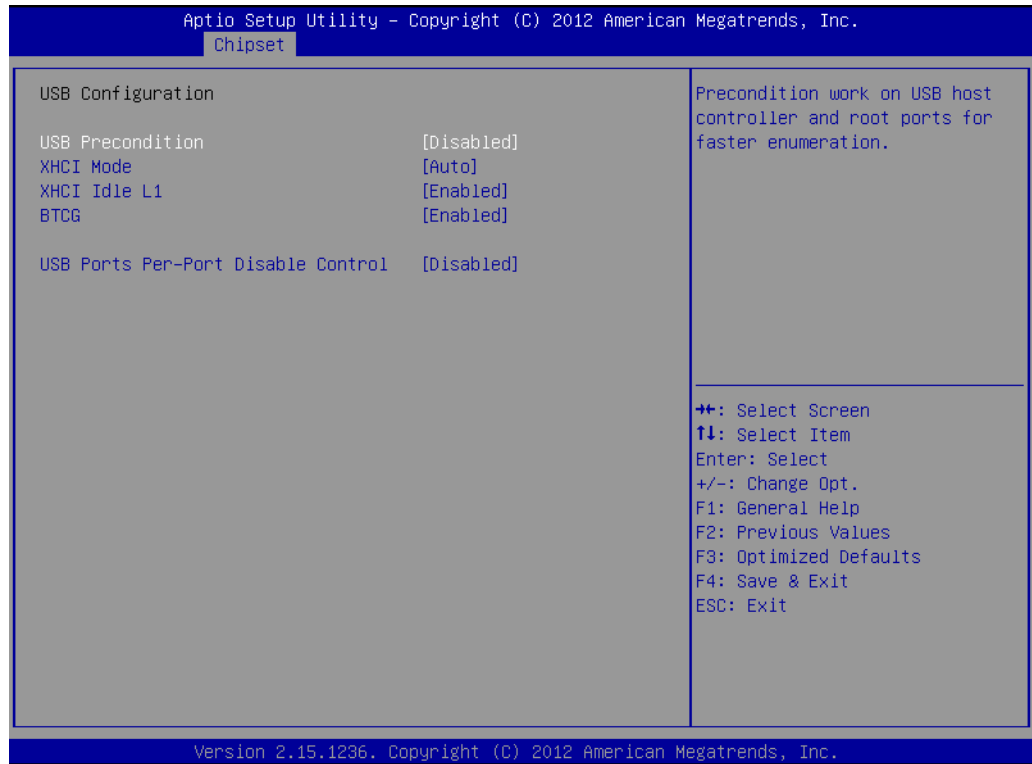 Aptio Setup Utility – Copyright (C) 2012 American Megatrends, Inc.
Chipset
USB Configuration
USB Precondition [Disabled]
XHCI Mode [Auto]
XHCI Idle L1 [Enabled]
BTCG [Enabled]
USB Ports Per-Port Disable Control [Disabled]
Precondition work on USB host
controller and root ports for
faster enumeration.
→←: Select Screen
↑↓: Select Item
Enter: Select
+/-: Change Opt.
F1: General Help
F2: Previous Values
F3: Optimized Defaults
F4: Save & Exit
ESC: Exit
Version 2.15.1236. Copyright (C) 2012 American Megatrends, Inc.